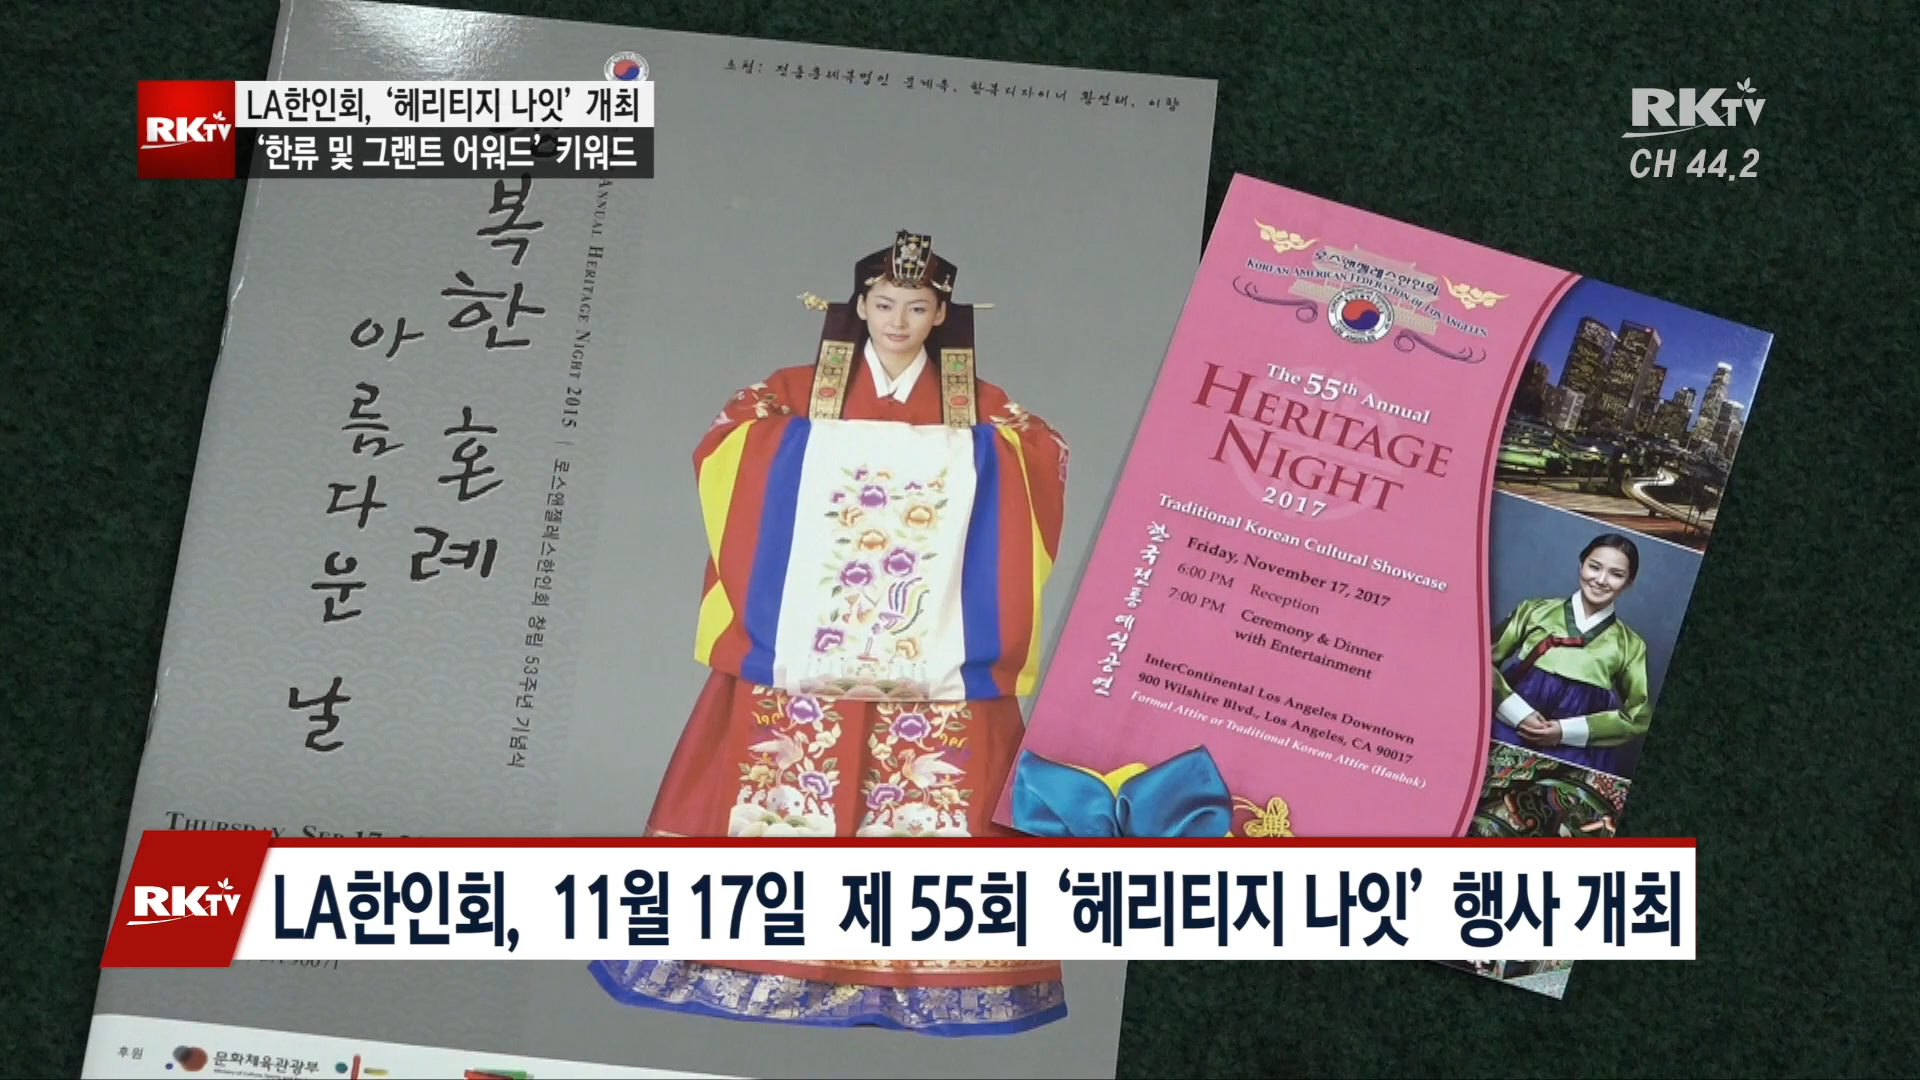 RKTV
LA한인회, ‘헤리티지 나잇’ 개최
‘한류 및 그랜트 어워드’ 키워드
RKTV
CH 44.2
복한 혼례
아름다운 날
ANNUAL HERITAGE NIGHT 2015 | 로스앤젤레스한인회 창립 53주년 기념식
후원
문화체육관광부
로스앤젤레스한인회
KOREAN AMERICAN FEDERATION OF LOS ANGELES
The 55th Annual
HERITAGE
NIGHT
2017
Traditional Korean Cultural Showcase
한국전통예식공연
Friday, November 17, 2017
6:00 PM Reception
7:00 PM Ceremony & Dinner
with Entertainment
InterContinental Los Angeles Downtown
900 Wilshire Blvd., Los Angeles, CA 90017
Formal Attire or Traditional Korean Attire (Hanbok)
RKTV
LA한인회, 11월 17일 제 55회 ‘헤리티지 나잇’ 행사 개최